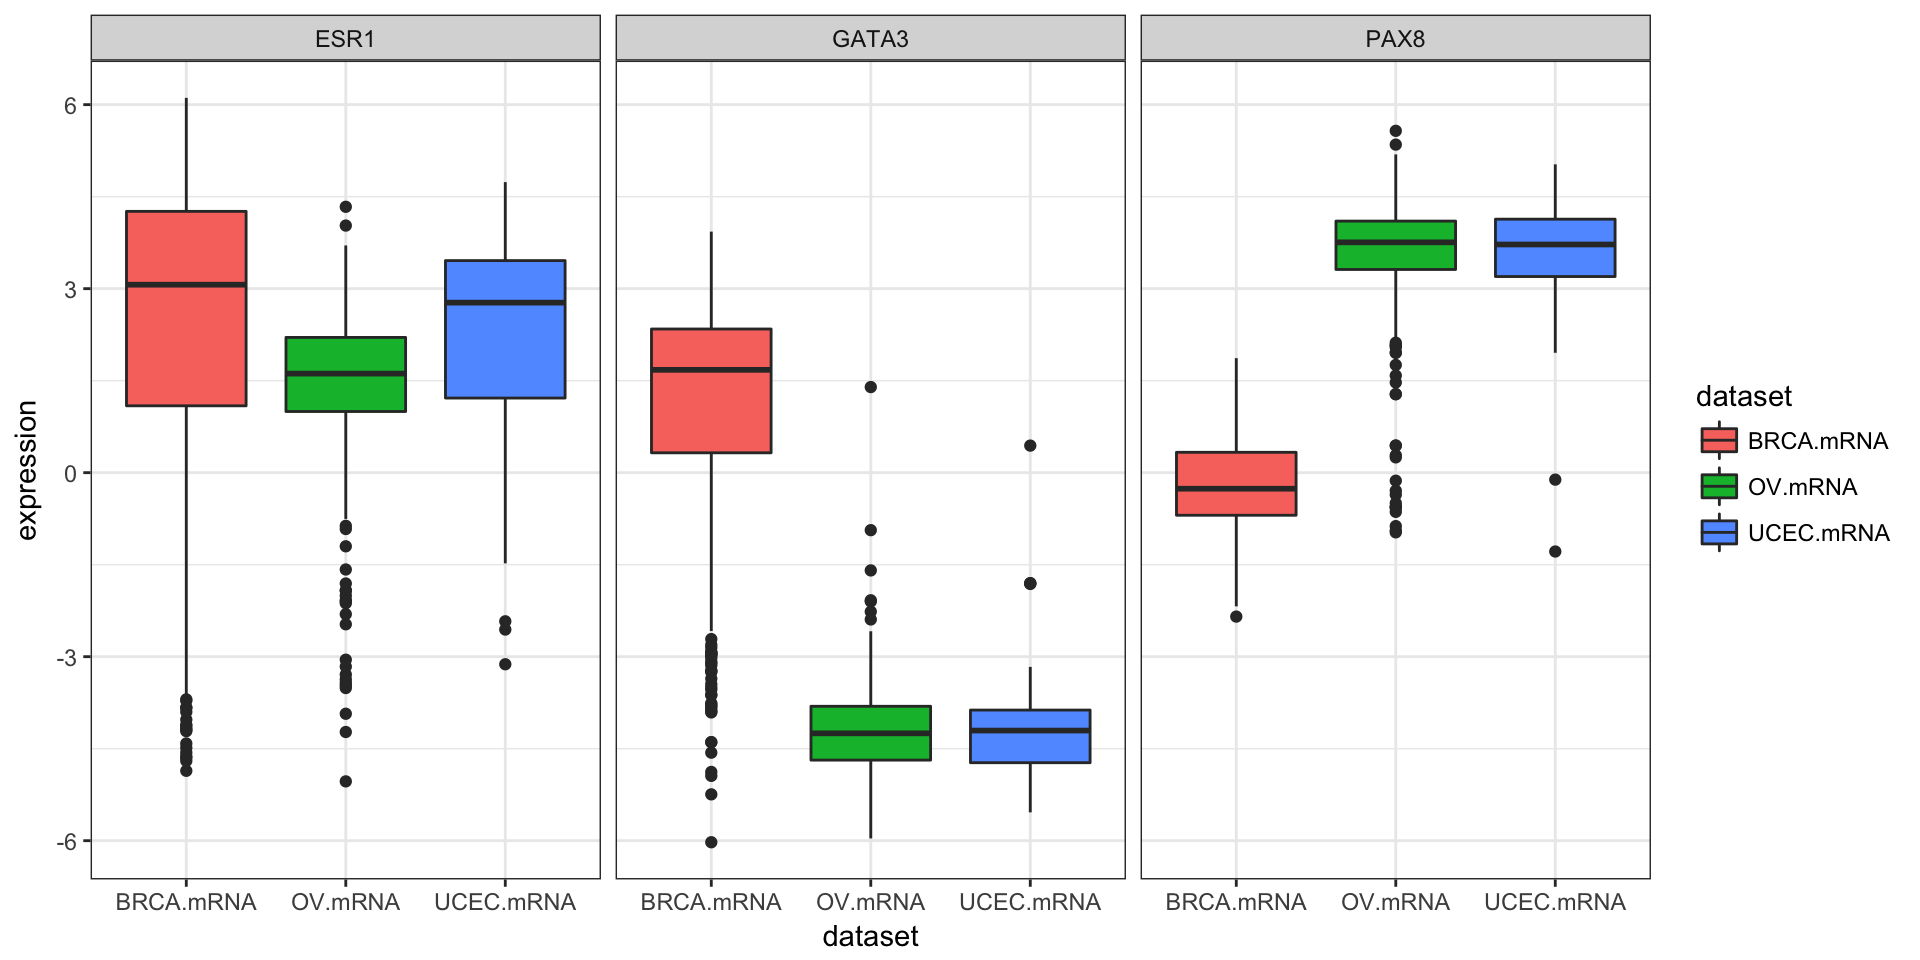 ESR1 GATA3 PAX8
6
3
0
-3
-6
expression
BRCA.mRNA OV.mRNA UCEC.mRNA BRCA.mRNA OV.mRNA UCEC.mRNA BRCA.mRNA OV.mRNA UCEC.mRNA
dataset
dataset
BRCA.mRNA
OV.mRNA
UCEC.mRNA